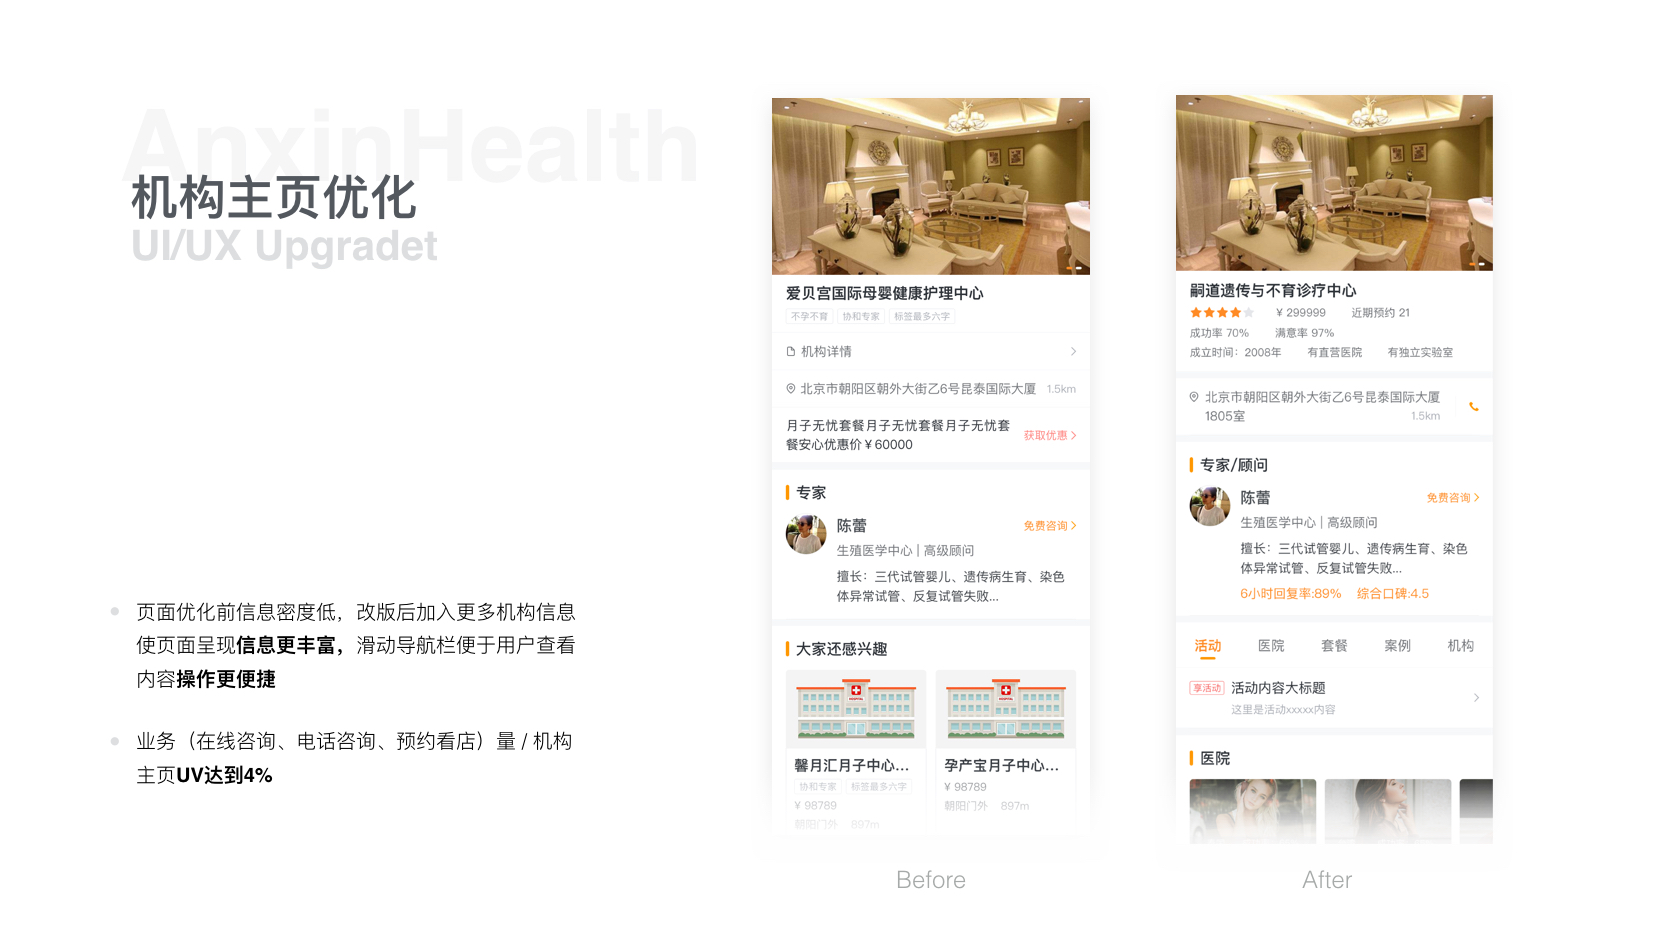 AnxinHealth
机构主页优化
UI/UX Upgradet
页面优化前信息密度低，改版后加入更多机构信息
使页面呈现信息更丰富，滑动导航栏便于用户查看
内容操作更便捷
业务（在线咨询、电话咨询、预约看店）量 / 机构
主页UV达到4%
爱贝宫国际母婴健康护理中心
不孕不育 协和专家 标签最多六字
机构详情
北京市朝阳区朝外大街乙6号昆泰国际大厦 1.5km
月子无忧套餐月子无忧套餐月子无忧套
餐安心优惠价 ¥ 60000
获取优惠
专家
陈蕾
免费咨询
生殖医学中心 | 高级顾问
擅长：三代试管婴儿、遗传病生育、染色
体异常试管、反复试管失败...
大家还感兴趣
HOSPITAL
HOSPITAL
馨月汇月子中心...
协和专家 标签最多六字
¥ 98789
朝阳门外 897m
孕产宝月子中心...
¥ 98789
朝阳门外 897m
Before
嗣道遗传与不育诊疗中心
¥ 299999 近期预约 21
成功率 70% 满意率 97%
成立时间：2008年 有直营医院 有独立实验室
北京市朝阳区朝外大街乙6号昆泰国际大厦
1805室 1.5km
专家/顾问
陈蕾
免费咨询
生殖医学中心 | 高级顾问
擅长：三代试管婴儿、遗传病生育、染色
体异常试管、反复试管失败...
6小时回复率:89% 综合口碑:4.5
活动 医院 套餐 案例 机构
享活动 活动内容大标题
这里是活动xxxxx内容
医院
After